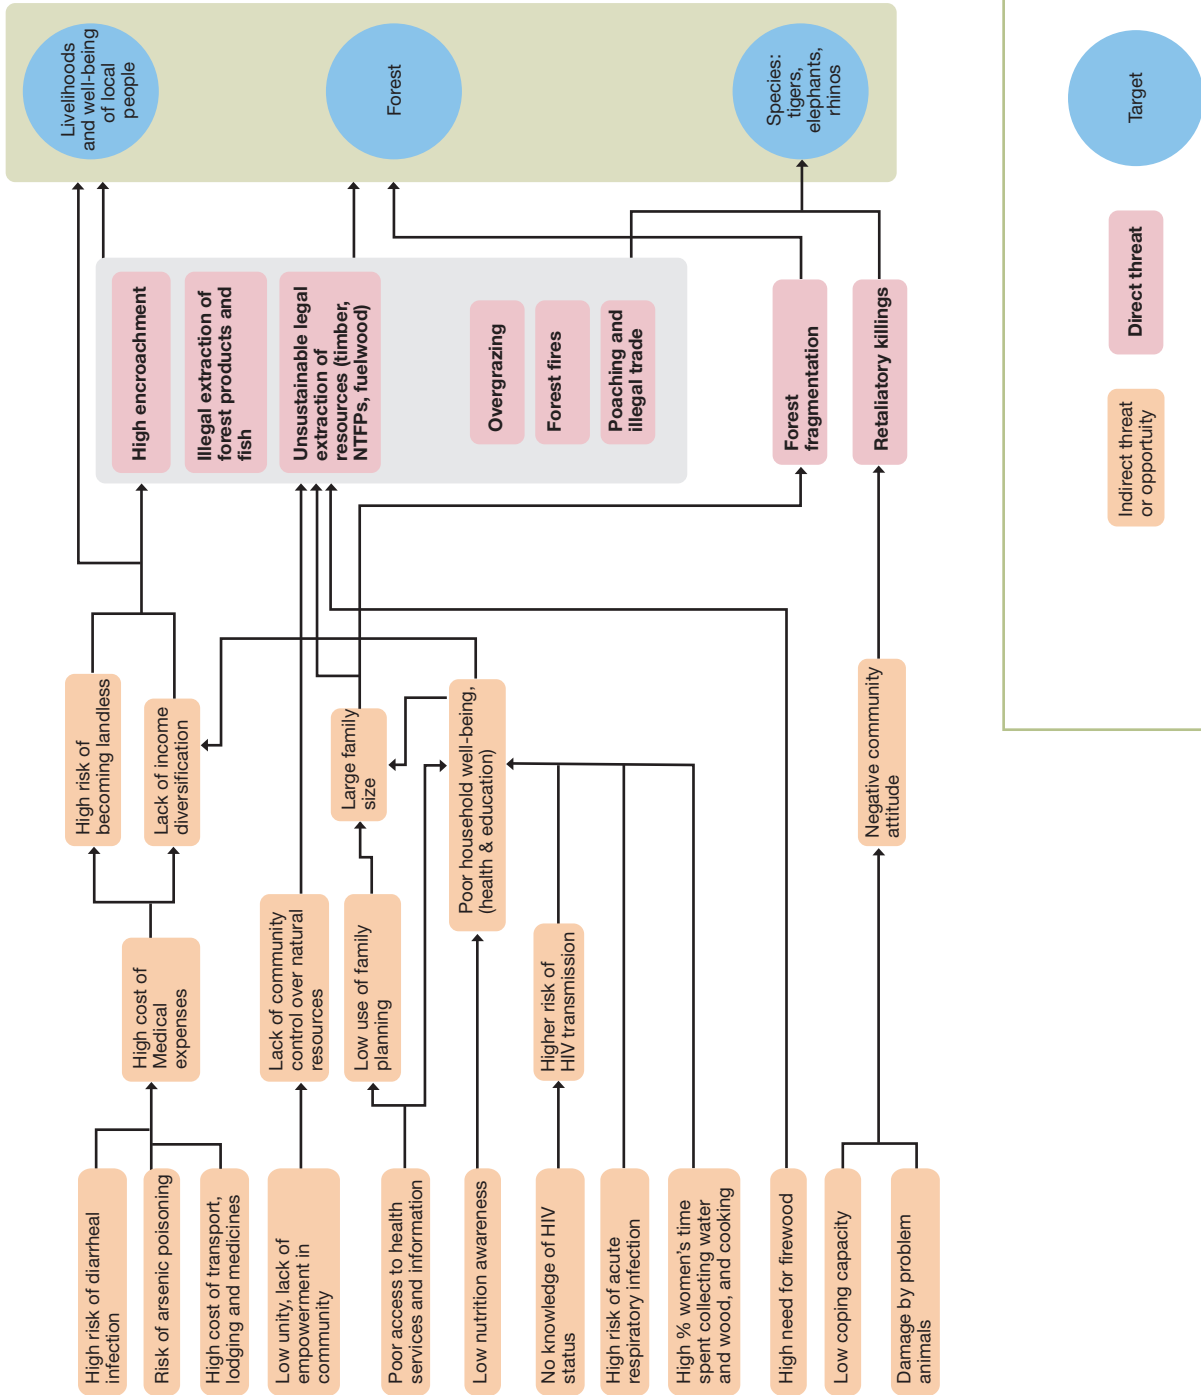 Livelihoods
and well-being
of local
people
Forest
Species:
tigers,
elephants,
rhinos
High encroachment
Illegal extraction of
forest products and
fish
Unsustainable legal
extraction of
resources (timber,
NTFPs, fuelwood)
Overgrazing
Forest fires
Poaching and
illegal trade
Forest
fragmentation
Retaliatory killings
High risk of
becoming landless
Lack of income
diversification
Large family
size
Poor household well-being,
(health & education)
Negative community
attitude
High cost of
Medical
expenses
Lack of community
control over natural
resources
Low use of family
planning
Higher risk of
HIV transmission
High risk of diarrheal
infection
Risk of arsenic poisoning
High cost of transport,
lodging and medicines
Low unity, lack of
empowerment in
community
Poor access to health
services and information
Low nutrition awareness
No knowledge of HIV
status
High risk of acute
respiratory infection
High % women's time
spent collecting water
and wood, and cooking
High need for firewood
Low coping capacity
Damage by problem
animals
Target
Direct threat
Indirect threat
or opportunity